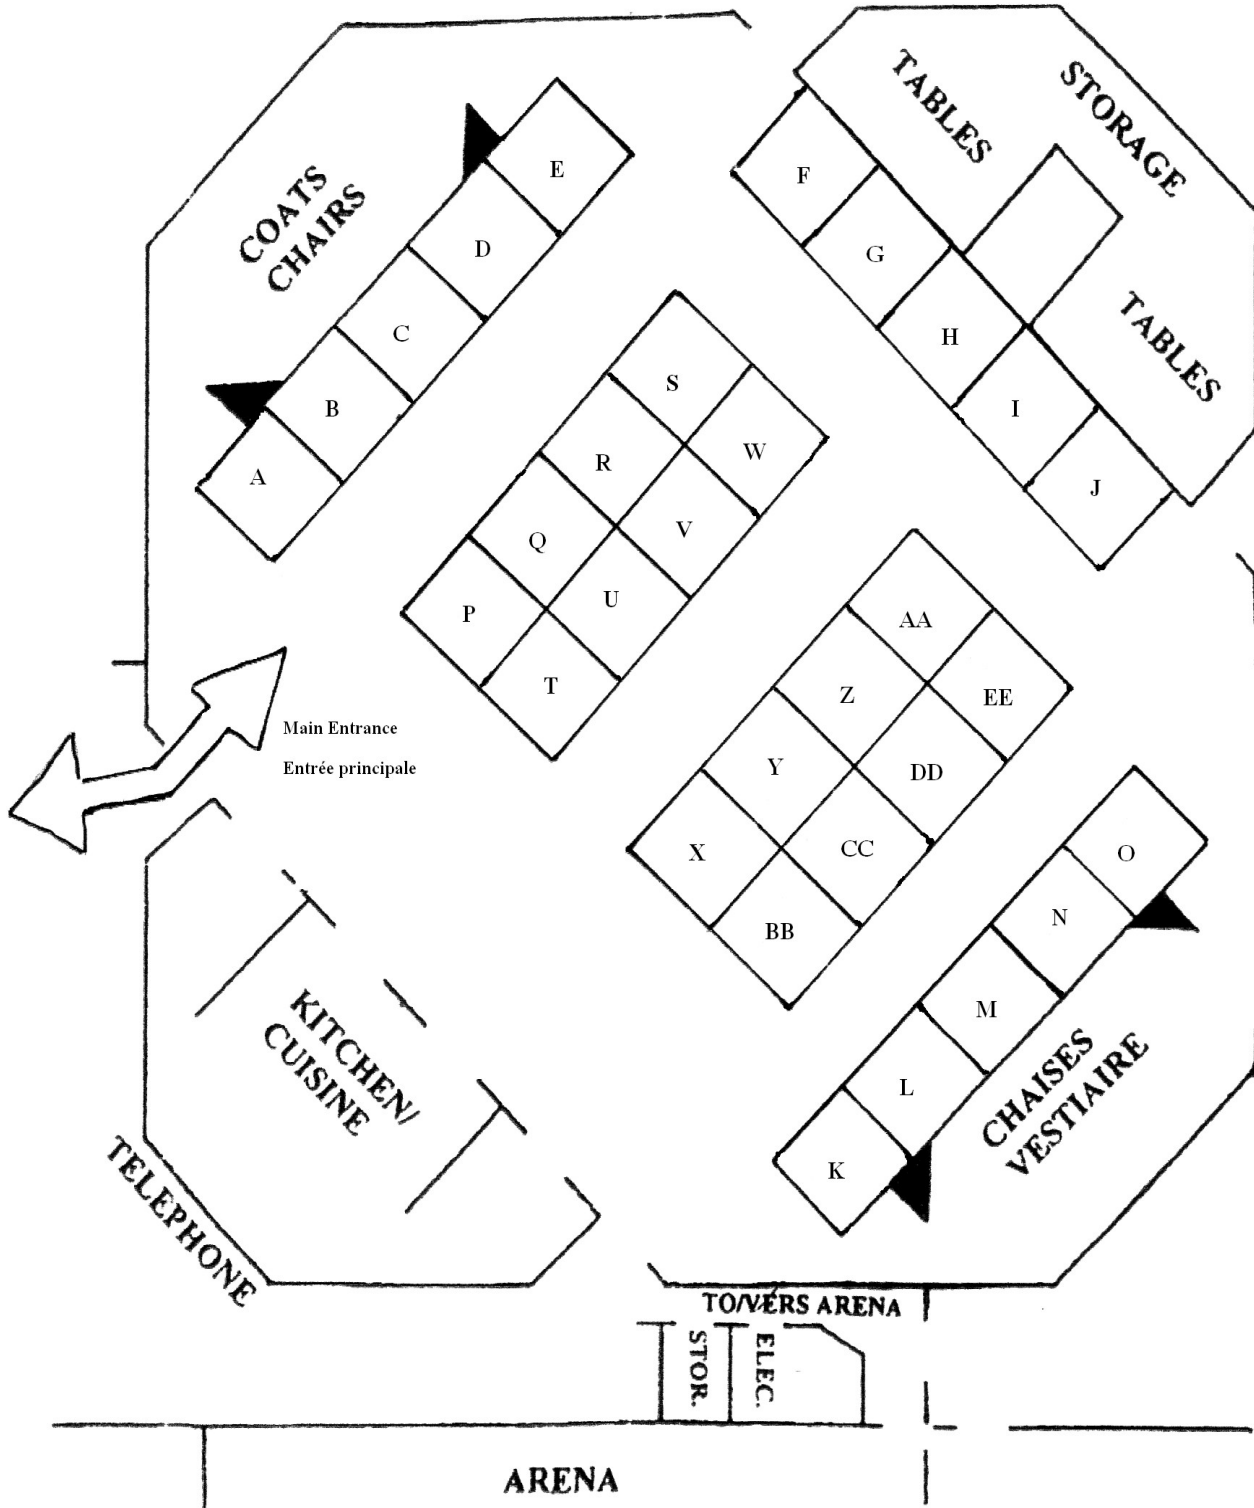 TABLES
STORAGE
TABLES
COATS
CHAIRS
E
D
C
B
A
F
G
H
I
J
S
R
W
Q
V
P
U
T
AA
Z
EE
Y
DD
X
CC
BB
O
N
M
L
K
Main Entrance
Entrée principale
KITCHEN/
CUISINE
CHAISES
VESTIAIRE
TELEPHONE
TO/VERS ARENA
STOR.
ELEC.
ARENA